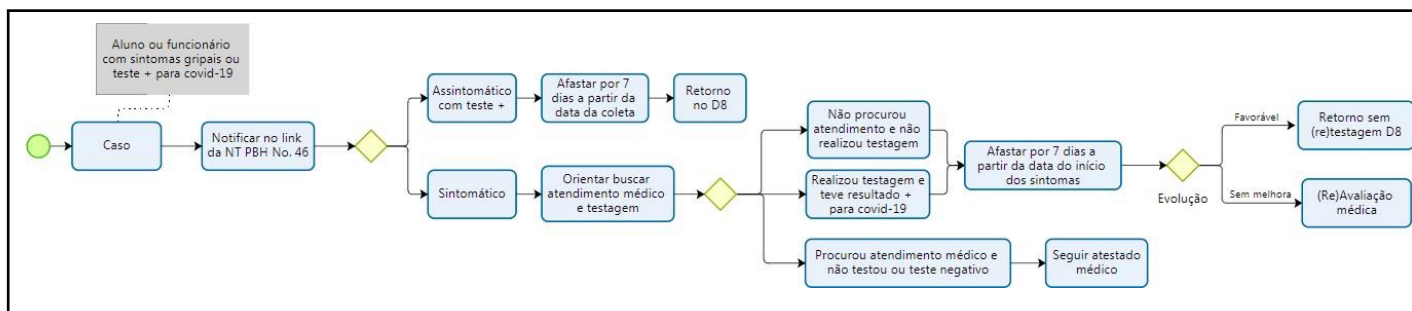 Aluno ou funcionário
com sintomas gripais ou
teste + para covid-19
Caso
Notificar no link
da NT PBH No. 46
Assintomático
com teste +
Afastar por 7
dias a partir da
data da coleta
Retorno
no D8
Sintomático
Orientar buscar
atendimento médico
e testagem
Não procurou
atendimento e não
realizou testagem
Realizou testagem e
teve resultado +
para covid-19
Procurou atendimento médico e
não testou ou teste negativo
Seguir atestado
médico
Afastar por 7 dias a
partir da data do início
dos sintomas
Evolução
Favorável
Retorno sem
(re)testagem D8
Sem melhora
(Re)Avaliação
médica